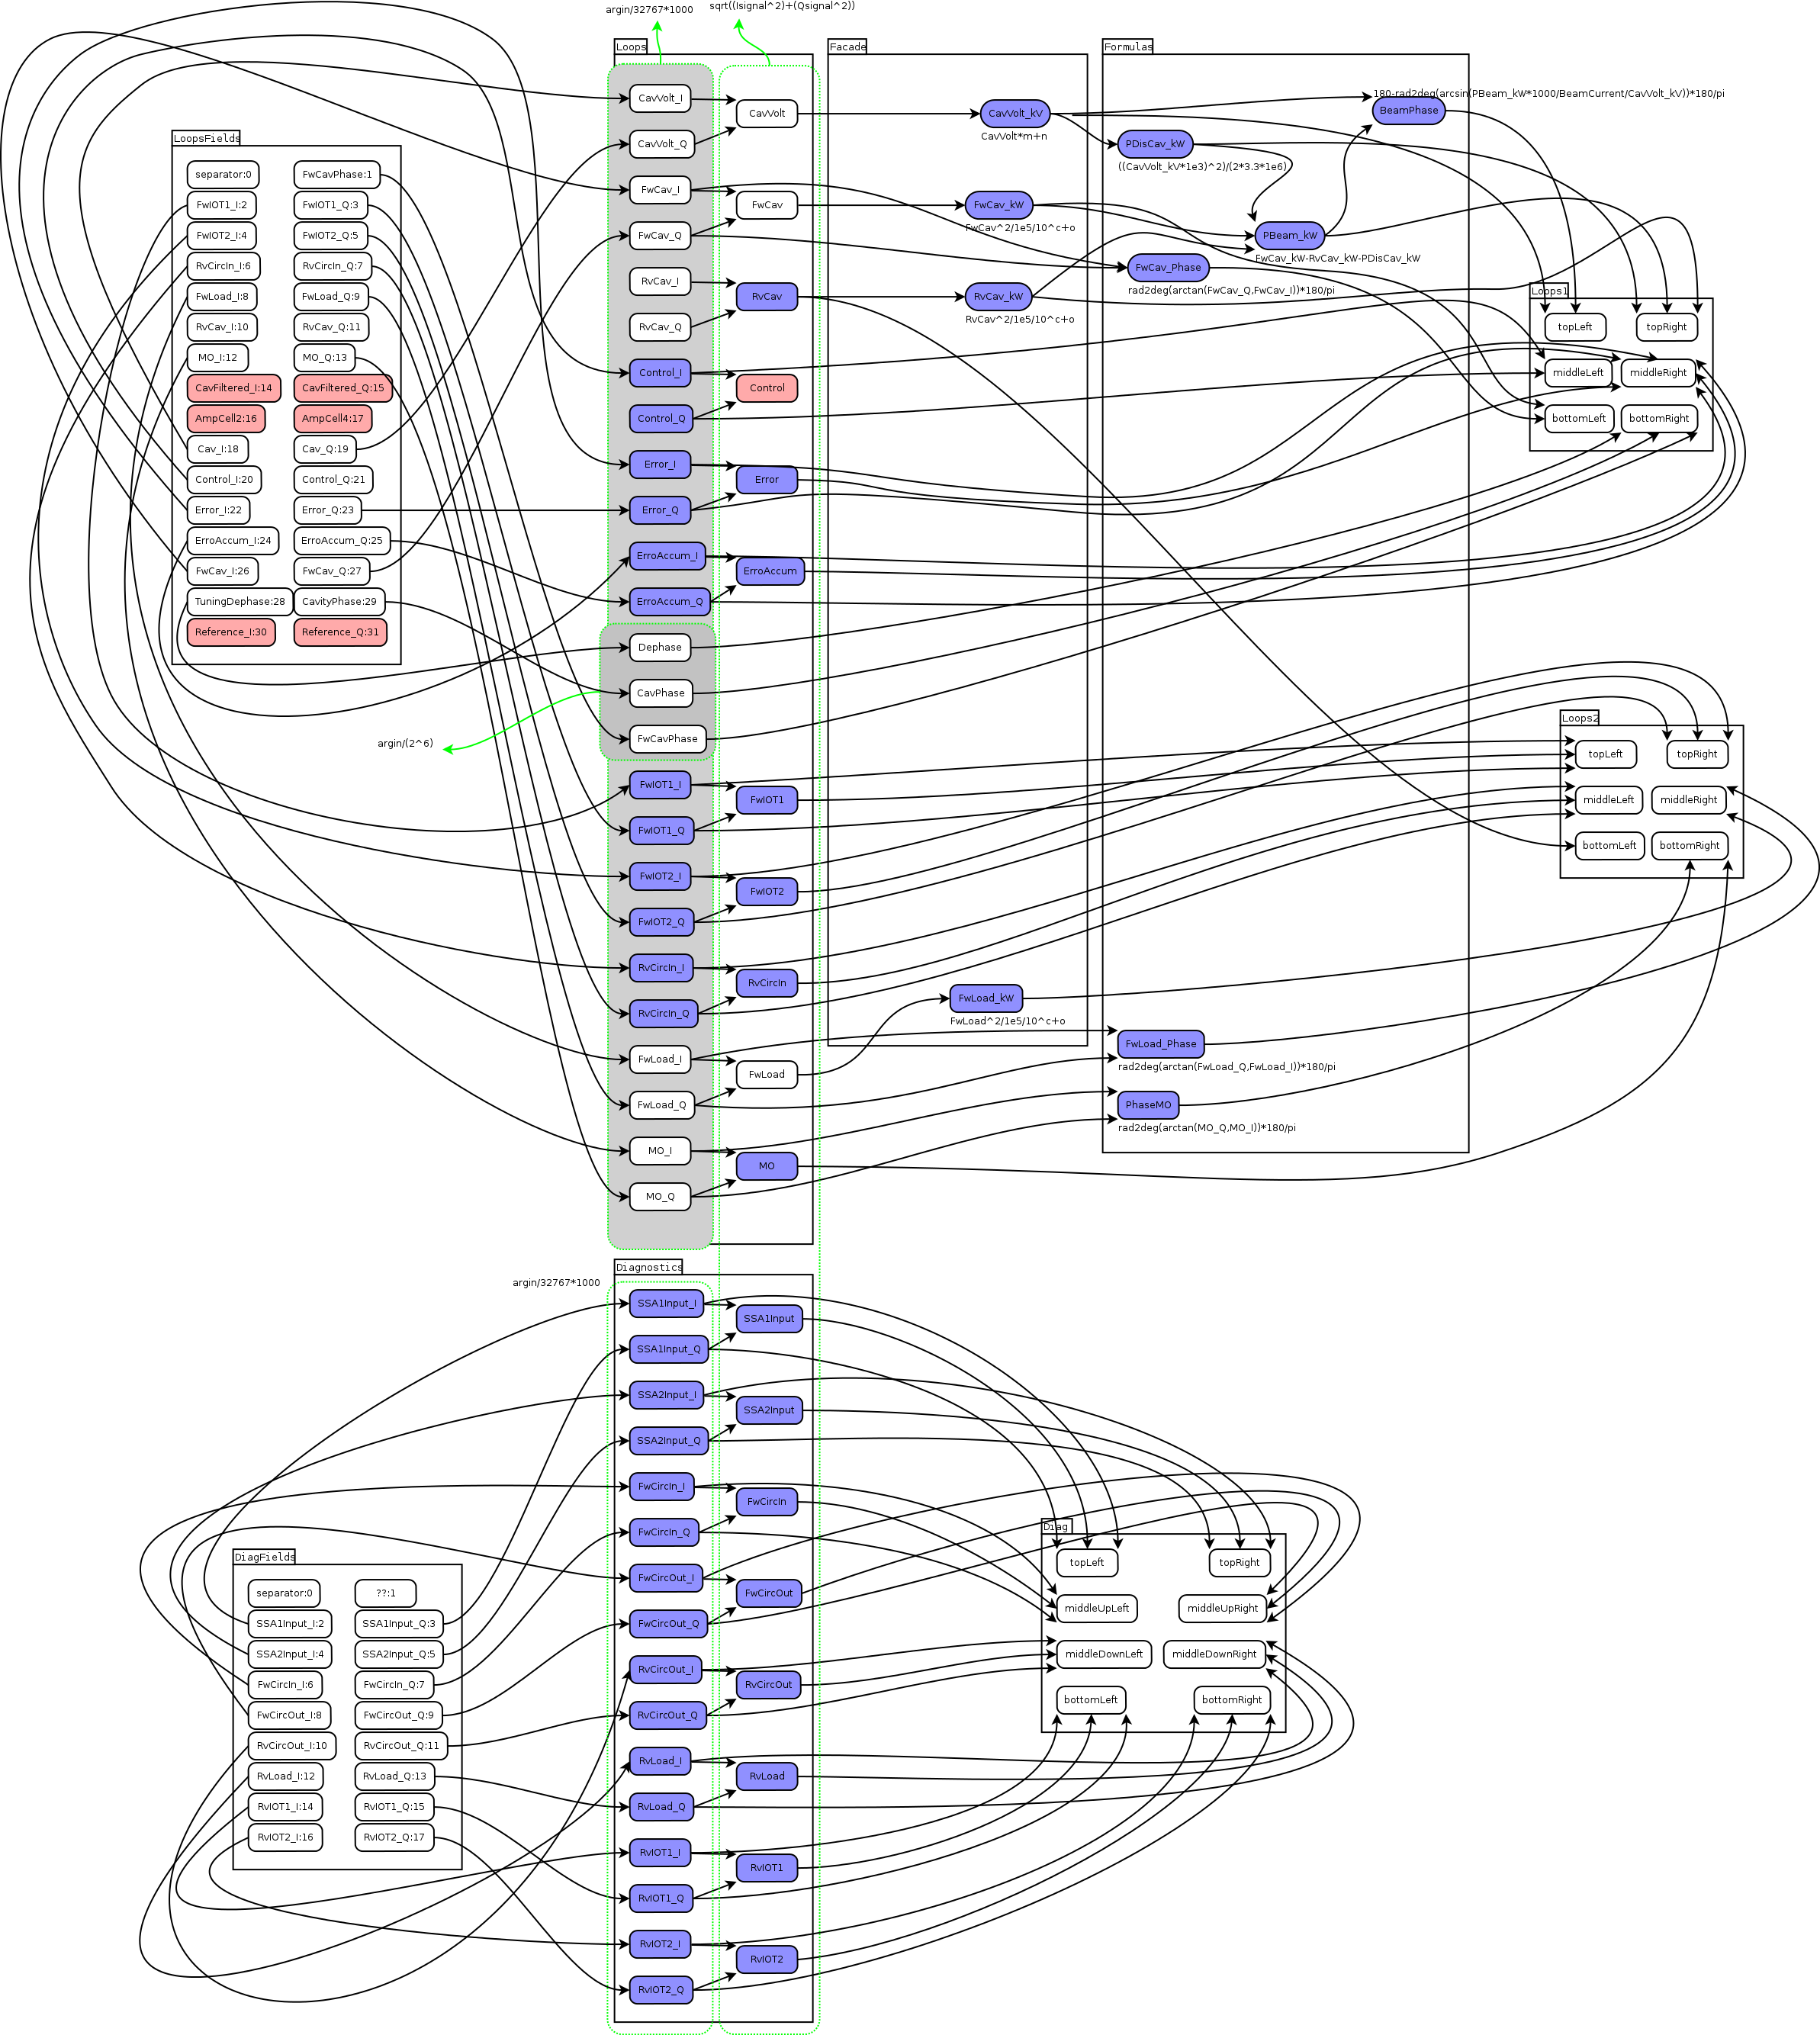 argin/32767*1000
sqrt((Isignal^2)+(Qsignal^2))
LoopsFields
separator:0
FwCavPhase:1
FwIOT1_I:2
FwIOT1_Q:3
FwIOT2_I:4
FwIOT2_Q:5
RvCircIn_I:6
RvCircIn_Q:7
FwLoad_I:8
FwLoad_Q:9
RvCav_I:10
RvCav_Q:11
MO_I:12
MO_Q:13
CavFiltered_I:14
CavFiltered_Q:15
AmpCell2:16
AmpCell4:17
Cav_I:18
Cav_Q:19
Control_I:20
Control_Q:21
Error_I:22
Error_Q:23
ErroAccum_I:24
ErroAccum_Q:25
FwCav_I:26
FwCav_Q:27
TuningDephase:28
CavityPhase:29
Reference_I:30
Reference_Q:31
Loops
CavVolt_I
CavVolt
CavVolt_Q
FwCav_I
FwCav
FwCav_Q
RvCav_I
RvCav
RvCav_Q
Control_I
Control
Control_Q
Error_I
Error
Error_Q
ErroAccum_I
ErroAccum
ErroAccum_Q
Dephase
CavPhase
FwCavPhase
argin/(2^6)
FwIOT1_I
FwIOT1
FwIOT1_Q
FwIOT2_I
FwIOT2
FwIOT2_Q
RvCircIn_I
RvCircIn
RvCircIn_Q
FwLoad_I
FwLoad
FwLoad_Q
MO_I
MO
MO_Q
Facade
CavVolt_kV
CavVolt*m+n
FwCav_kW
FwCav^2/1e5/10^c+o
RvCav_kW
RvCav^2/1e5/10^c+o
FwLoad_kW
FwLoad^2/1e5/10^c+o
Formulas
180-rad2deg(arcsin(PBeam_kW*1000/BeamCurrent/CavVolt_kV))*180/pi
BeamPhase
PDisCav_kW
((CavVolt_kV*1e3)^2)/(2*3.3*1e6)
PBeam_kW
FwCav_kW-RvCav_kW-PDisCav_kW
FwCav_Phase
rad2deg(arctan(FwCav_Q,FwCav_I))*180/pi
FwLoad_Phase
rad2deg(arctan(FwLoad_Q,FwLoad_I))*180/pi
PhaseMO
rad2deg(arctan(MO_Q,MO_I))*180/pi
Loops1
topLeft
topRight
middleLeft
middleRight
bottomLeft
bottomRight
Loops2
topLeft
topRight
middleLeft
middleRight
bottomLeft
bottomRight
Diagnostics
argin/32767*1000
SSA1Input_I
SSA1Input
SSA1Input_Q
SSA2Input_I
SSA2Input
SSA2Input_Q
FwCircIn_I
FwCircIn
FwCircIn_Q
FwCircOut_I
FwCircOut
FwCircOut_Q
RvCircOut_I
RvCircOut
RvCircOut_Q
RvLoad_I
RvLoad
RvLoad_Q
RvIOT1_I
RvIOT1
RvIOT1_Q
RvIOT2_I
RvIOT2
RvIOT2_Q
DiagFields
separator:0
??:1
SSA1Input_I:2
SSA1Input_Q:3
SSA2Input_I:4
SSA2Input_Q:5
FwCircIn_I:6
FwCircIn_Q:7
FwCircOut_I:8
FwCircOut_Q:9
RvCircOut_I:10
RvCircOut_Q:11
RvLoad_I:12
RvLoad_Q:13
RvIOT1_I:14
RvIOT1_Q:15
RvIOT2_I:16
RvIOT2_Q:17
Diag
topLeft
topRight
middleUpLeft
middleUpRight
middleDownLeft
middleDownRight
bottomLeft
bottomRight